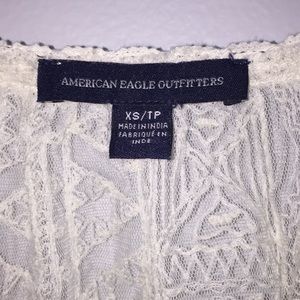 AMERICAN EAGLE OUTFITTERS
XS/TP
MADE IN INDIA
FABRIQUÉ EN
INDE